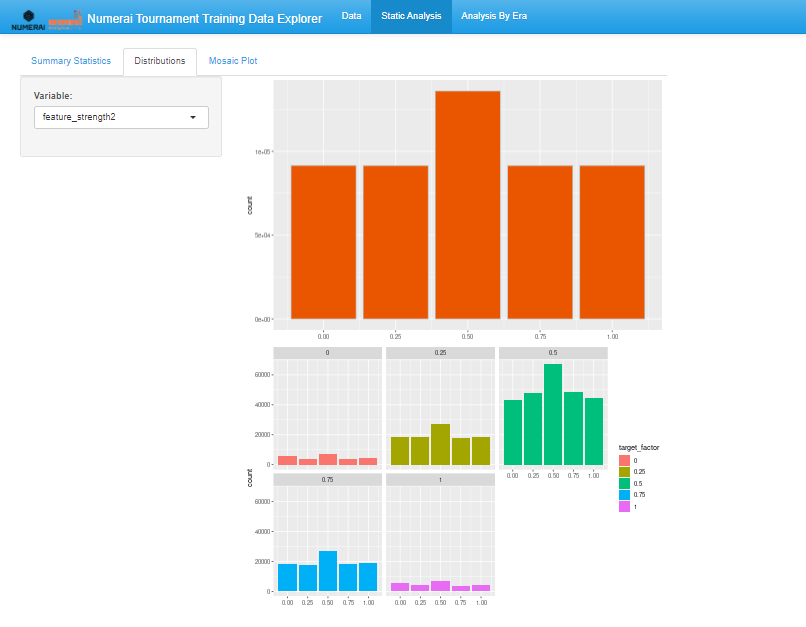 NUMERAI Numerai Tournament Training Data Explorer Data Static Analysis Analysis By Era
Summary Statistics Distributions Mosaic Plot
Variable:
feature_strength2
count
1e+05
5e+04
0e+00
0.00 0.25 0.50 0.75 1.00
0 0.25 0.5
count
60000
40000
20000
0
0.00 0.25 0.50 0.75 1.00
0.75 1
60000
40000
20000
0
0.00 0.25 0.50 0.75 1.00 0.00 0.25 0.50 0.75 1.00
target_factor
0
0.25
0.5
0.75
1